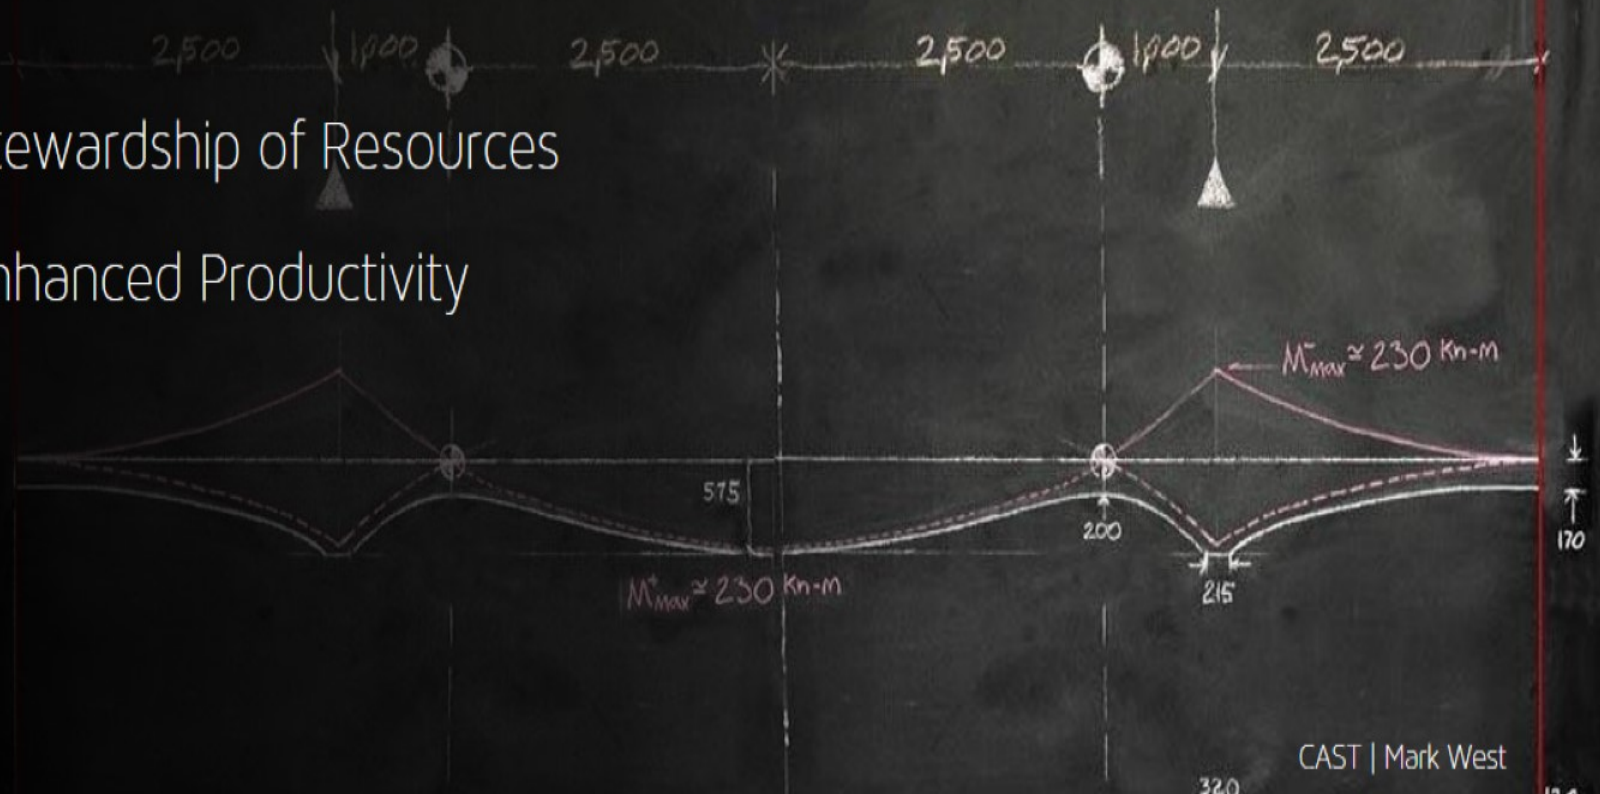 2,500 1,000 2,500 2,500 1,000 2,500
tewardship of Resources
nhanced Productivity
M⁻Max ≃ 230 Kn-m
575
200
170
M⁺Max ≃ 230 Kn-m
215
CAST | Mark West
320